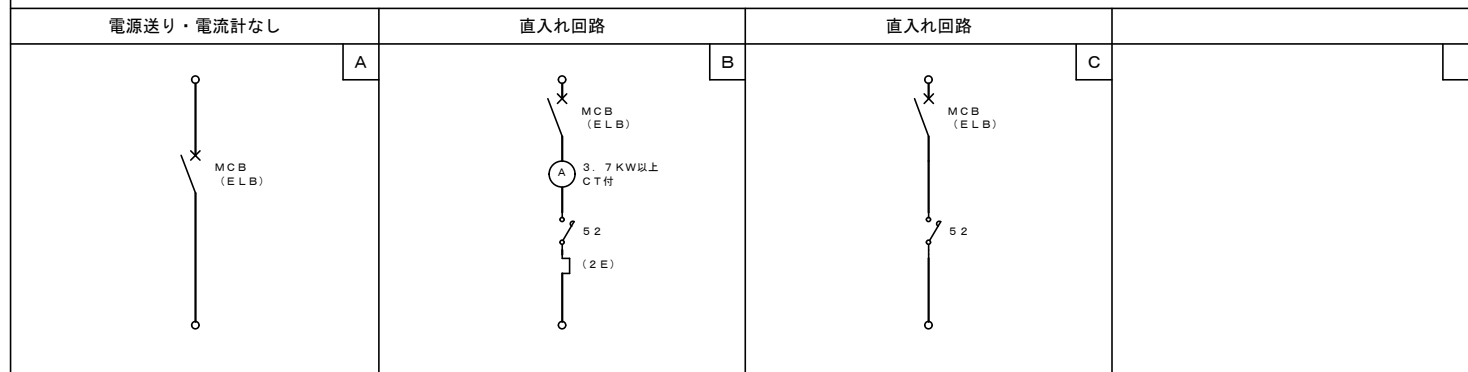 電源送り・電流計なし
直入れ回路
直入れ回路
A
B
C
MCB
(ELB)
MCB
(ELB)
A
3.7KW以上
CT付
52
(2E)
MCB
(ELB)
52